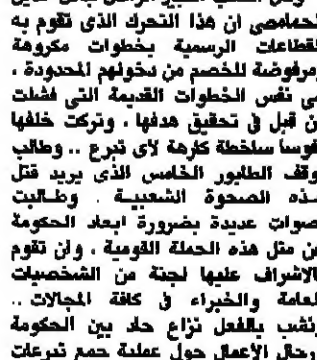 الحمامصى ان هذا التحرك الذى تقوم به
القطاعات الرسمية بخطوات مكروهة
ومرفوضة للخصم من دخولهم المحدودة ،
هى نفس الخطوات القديمة التى فشلت
من قبل فى تحقيق هدفها ، وتركت خلفها
نفوسا ساخطة كارهة لأى تبرع .. وطالب
بوقف الطابور الخامس الذى يريد قتل
هذه الصحوة الشعبية . وطالبت
أصوات عديدة بضرورة ابعاد الحكومة
عن مثل هذه الحملة القومية ، وان تقوم
بالاشراف عليها لجنة من الشخصيات
العامة والخبراء فى كافة المجالات ..
ونشب بالفعل نزاع حاد بين الحكومة
ورجال الأعمال حول عملية جمع تبرعات